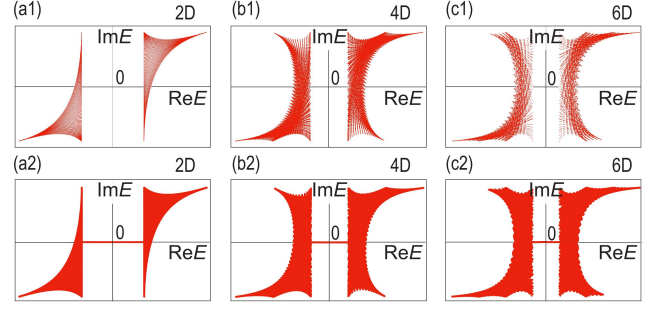 (a1) 2D
ImE
0
ReE
(b1) 4D
ImE
0
ReE
(c1) 6D
ImE
0
ReE
(a2) 2D
ImE
0
ReE
(b2) 4D
ImE
0
ReE
(c2) 6D
ImE
0
ReE